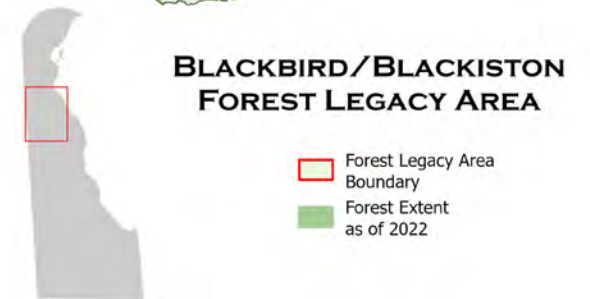 BLACKBIRD/BLACKISTON
FOREST LEGACY AREA
Forest Legacy Area
Boundary
Forest Extent
as of 2022